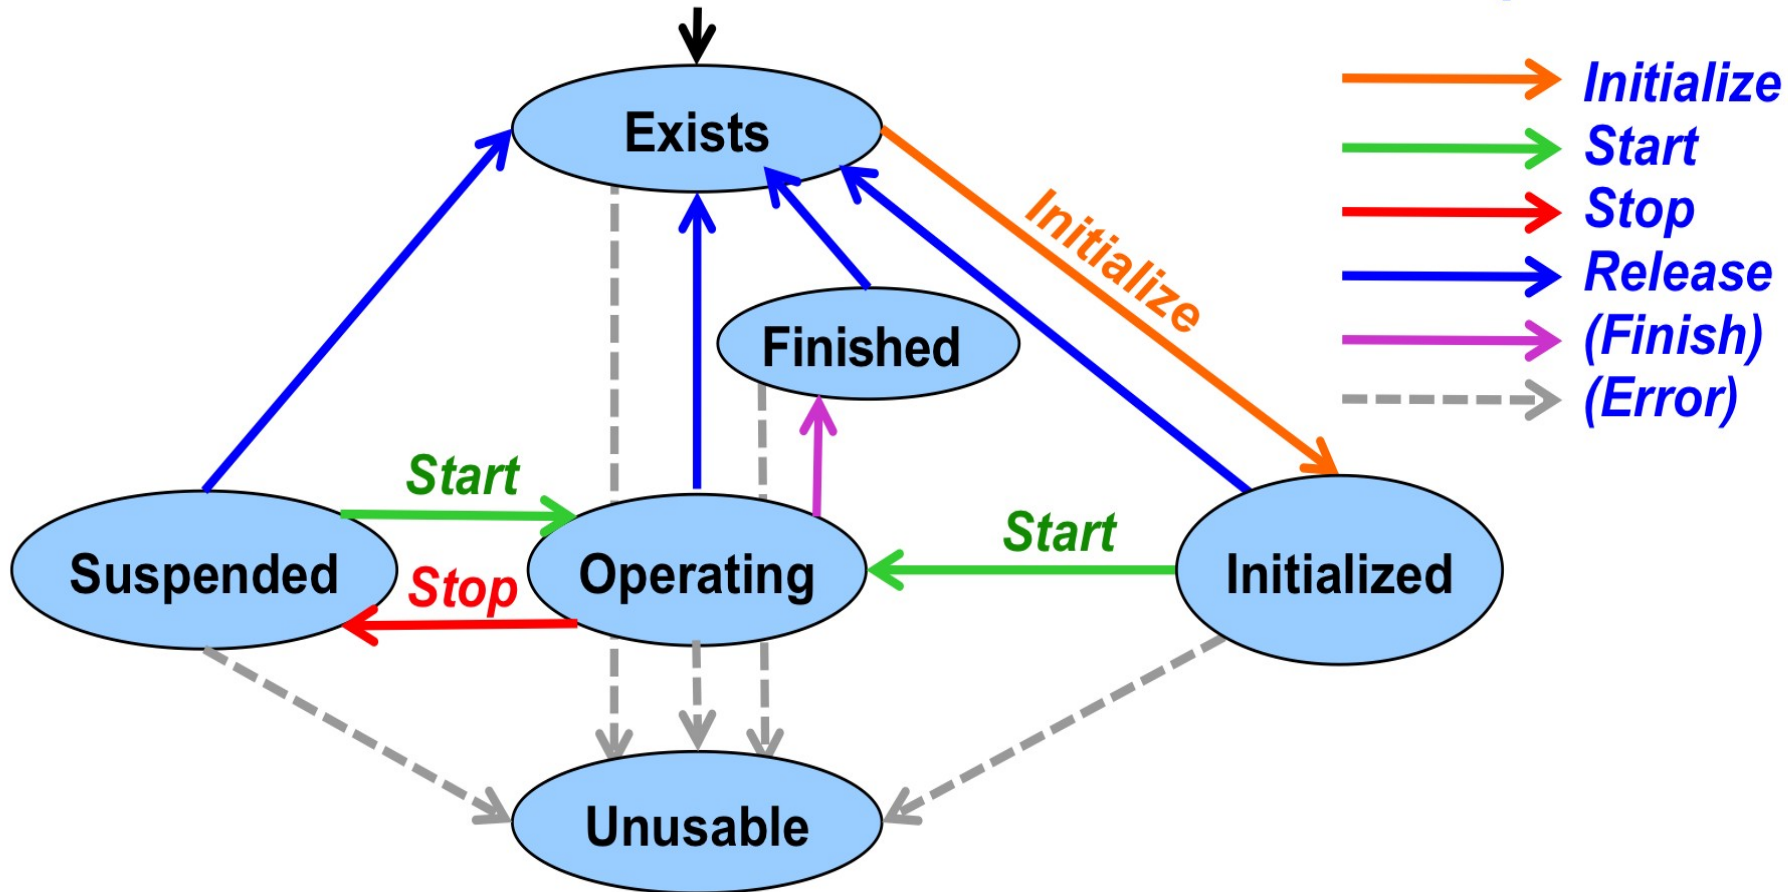 Exists
Initialize
Finished
Start
Suspended
Stop
Operating
Start
Initialized
Unusable
Initialize
Start
Stop
Release
(Finish)
(Error)